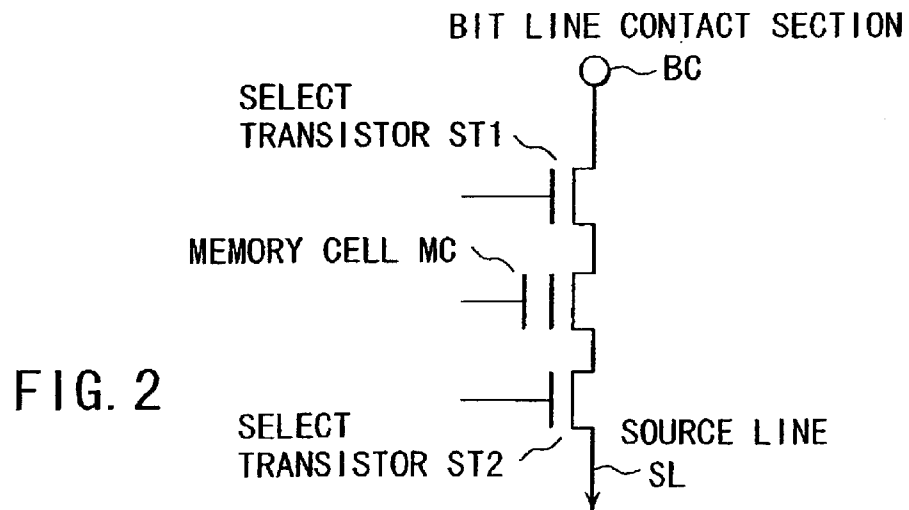 BIT LINE CONTACT SECTION
BC
SELECT
TRANSISTOR ST1
MEMORY CELL MC
FIG. 2
SELECT
TRANSISTOR ST2
SOURCE LINE
SL